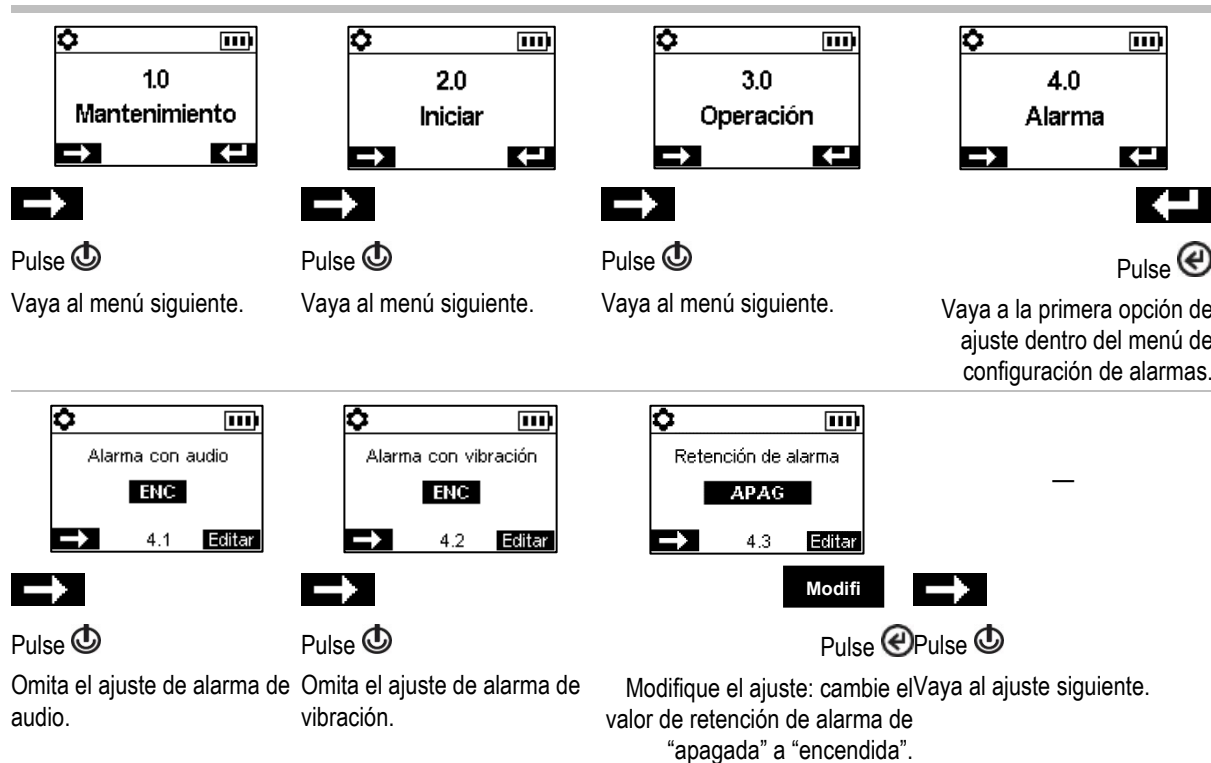 1.0
Mantenimiento
2.0
Iniciar
3.0
Operación
4.0
Alarma
Pulse
Vaya al menú siguiente.
Pulse
Vaya al menú siguiente.
Pulse
Vaya al menú siguiente.
Pulse
Vaya a la primera opción de
ajuste dentro del menú de
configuración de alarmas.
Alarma con audio
ENC
4.1 Editar
Alarma con vibración
ENC
4.2 Editar
Retención de alarma
APAG
4.3 Editar
—
Pulse
Omita el ajuste de alarma de
audio.
Pulse
Omita el ajuste de alarma de
vibración.
Modifi
Pulse
Modifique el ajuste: cambie el
valor de retención de alarma de
“apagada” a “encendida”.
Pulse
Vaya al ajuste siguiente.